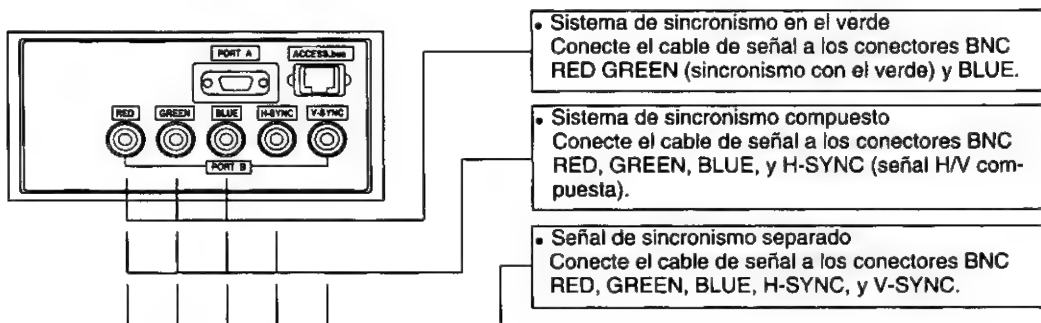 PORT A
ACCESS.bus
RED GREEN BLUE H-SYNC V-SYNC
PORT B
• Sistema de sincronismo en el verde
Conecte el cable de señal a los conectores BNC
RED GREEN (sincronismo con el verde) y BLUE.
• Sistema de sincronismo compuesto
Conecte el cable de señal a los conectores BNC
RED, GREEN, BLUE, y H-SYNC (señal H/V com-
puesta).
• Señal de sincronismo separado
Conecte el cable de señal a los conectores BNC
RED, GREEN, BLUE, H-SYNC, y V-SYNC.